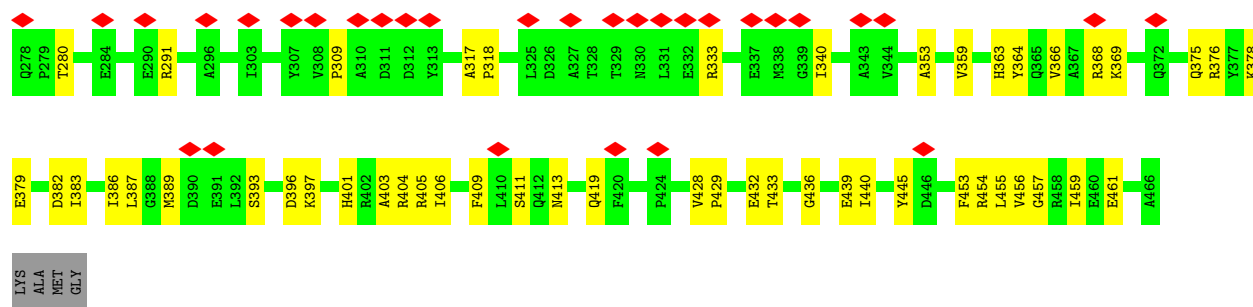 Q278 P279 T280 E284 E290 R291 A296 I303 Y307 V308 P309 A310 D311 D312 Y313 A317 P318 L325 D326 A327 T328 T329 N330 L331 E332 R333 E337 M338 G339 I340 A343 V344 A353 V359 H363 Y364 Q365 V366 A367 R368 K369 Q372 Q375 R376 Y377 K378
E379 D382 I383 I386 L387 G388 M389 D390 E391 L392 S393 D396 K397 H401 R402 A403 R404 R405 I406 F409 L410 S411 Q412 N413 Q419 F420 P424 V428 P429 E432 T433 G436 E439 I440 Y445 D446 F453 R454 L455 V456 G457 R458 I459 E460 E461 A466
LYS ALA MET GLY